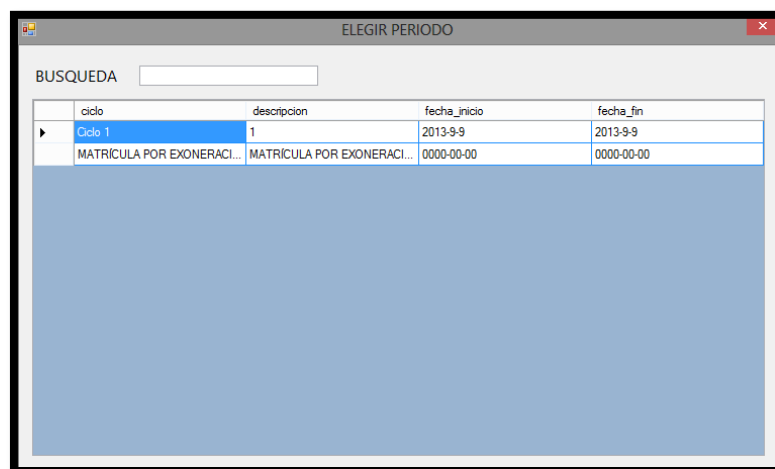 ELEGIR PERIODO
BUSQUEDA
ciclo descripcion fecha_inicio fecha_fin
Ciclo 1 1 2013-9-9 2013-9-9
MATRÍCULA POR EXONERACI... MATRÍCULA POR EXONERACI... 0000-00-00 0000-00-00